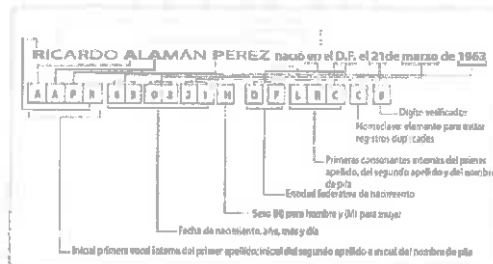 RICARDO ALAMÁN PEREZ nació en el D.F. el 21 de marzo de 1963
A A P R 6 3 0 3 2 1 H D F L R C C 8
Dígito verificador
Homoclave: elemento para evitar
registros duplicados
Primeras consonantes internas del primer
apellido, del segundo apellido y del nombre
de pila
Entidad federativa de nacimiento
Sexo (H) para hombre y (M) para mujer
Fecha de nacimiento, año, mes y día
Inicial primera vocal interna del primer apellido; inicial del segundo apellido e inicial del nombre de pila